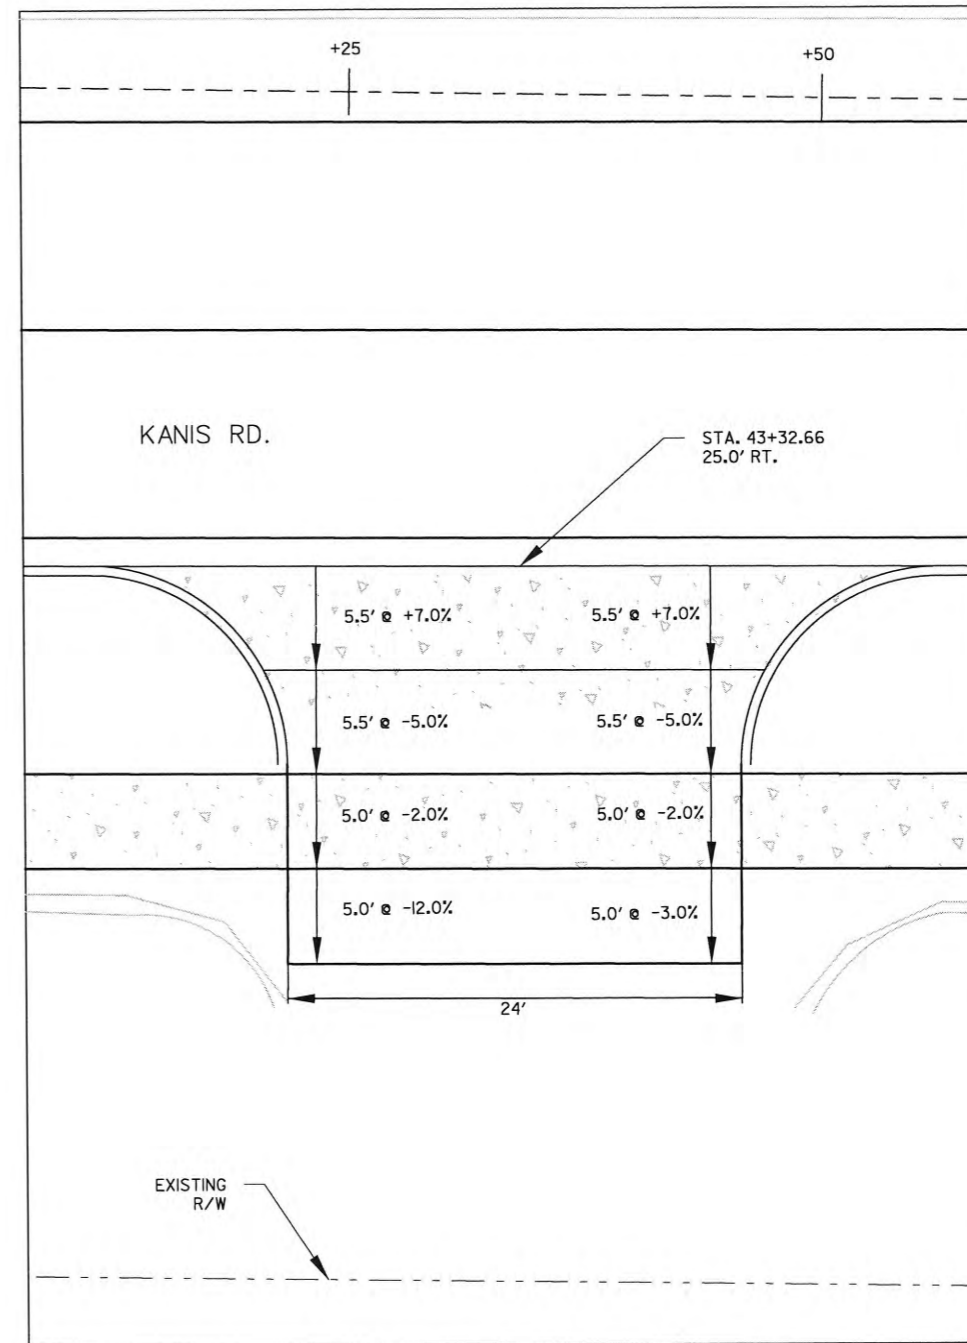 +25
+50
KANIS RD.
STA. 43+32.66
25.0' RT.
5.5' @ +7.0%
5.5' @ +7.0%
5.5' @ -5.0%
5.5' @ -5.0%
5.0' @ -2.0%
5.0' @ -2.0%
5.0' @ -12.0%
5.0' @ -3.0%
24'
EXISTING
R/W